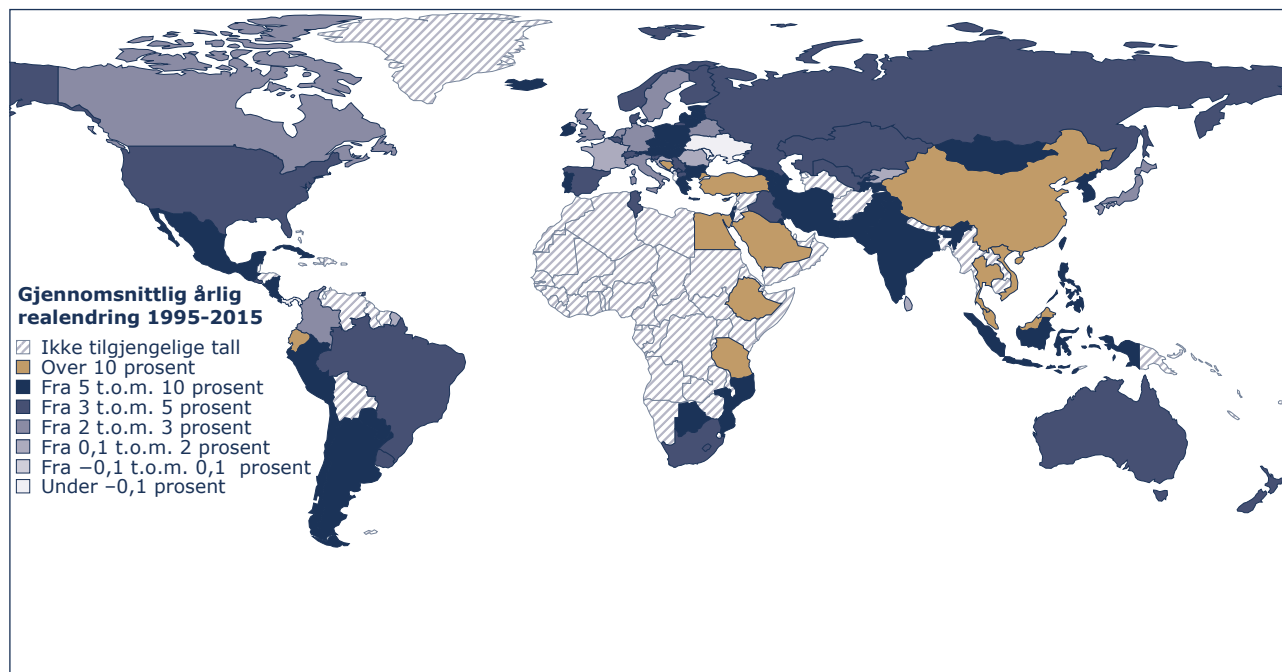 Gjennomsnittlig årlig
realendring 1995-2015
Ikke tilgjengelige tall
Over 10 prosent
Fra 5 t.o.m. 10 prosent
Fra 3 t.o.m. 5 prosent
Fra 2 t.o.m. 3 prosent
Fra 0,1 t.o.m. 2 prosent
Fra −0,1 t.o.m. 0,1 prosent
Under –0,1 prosent